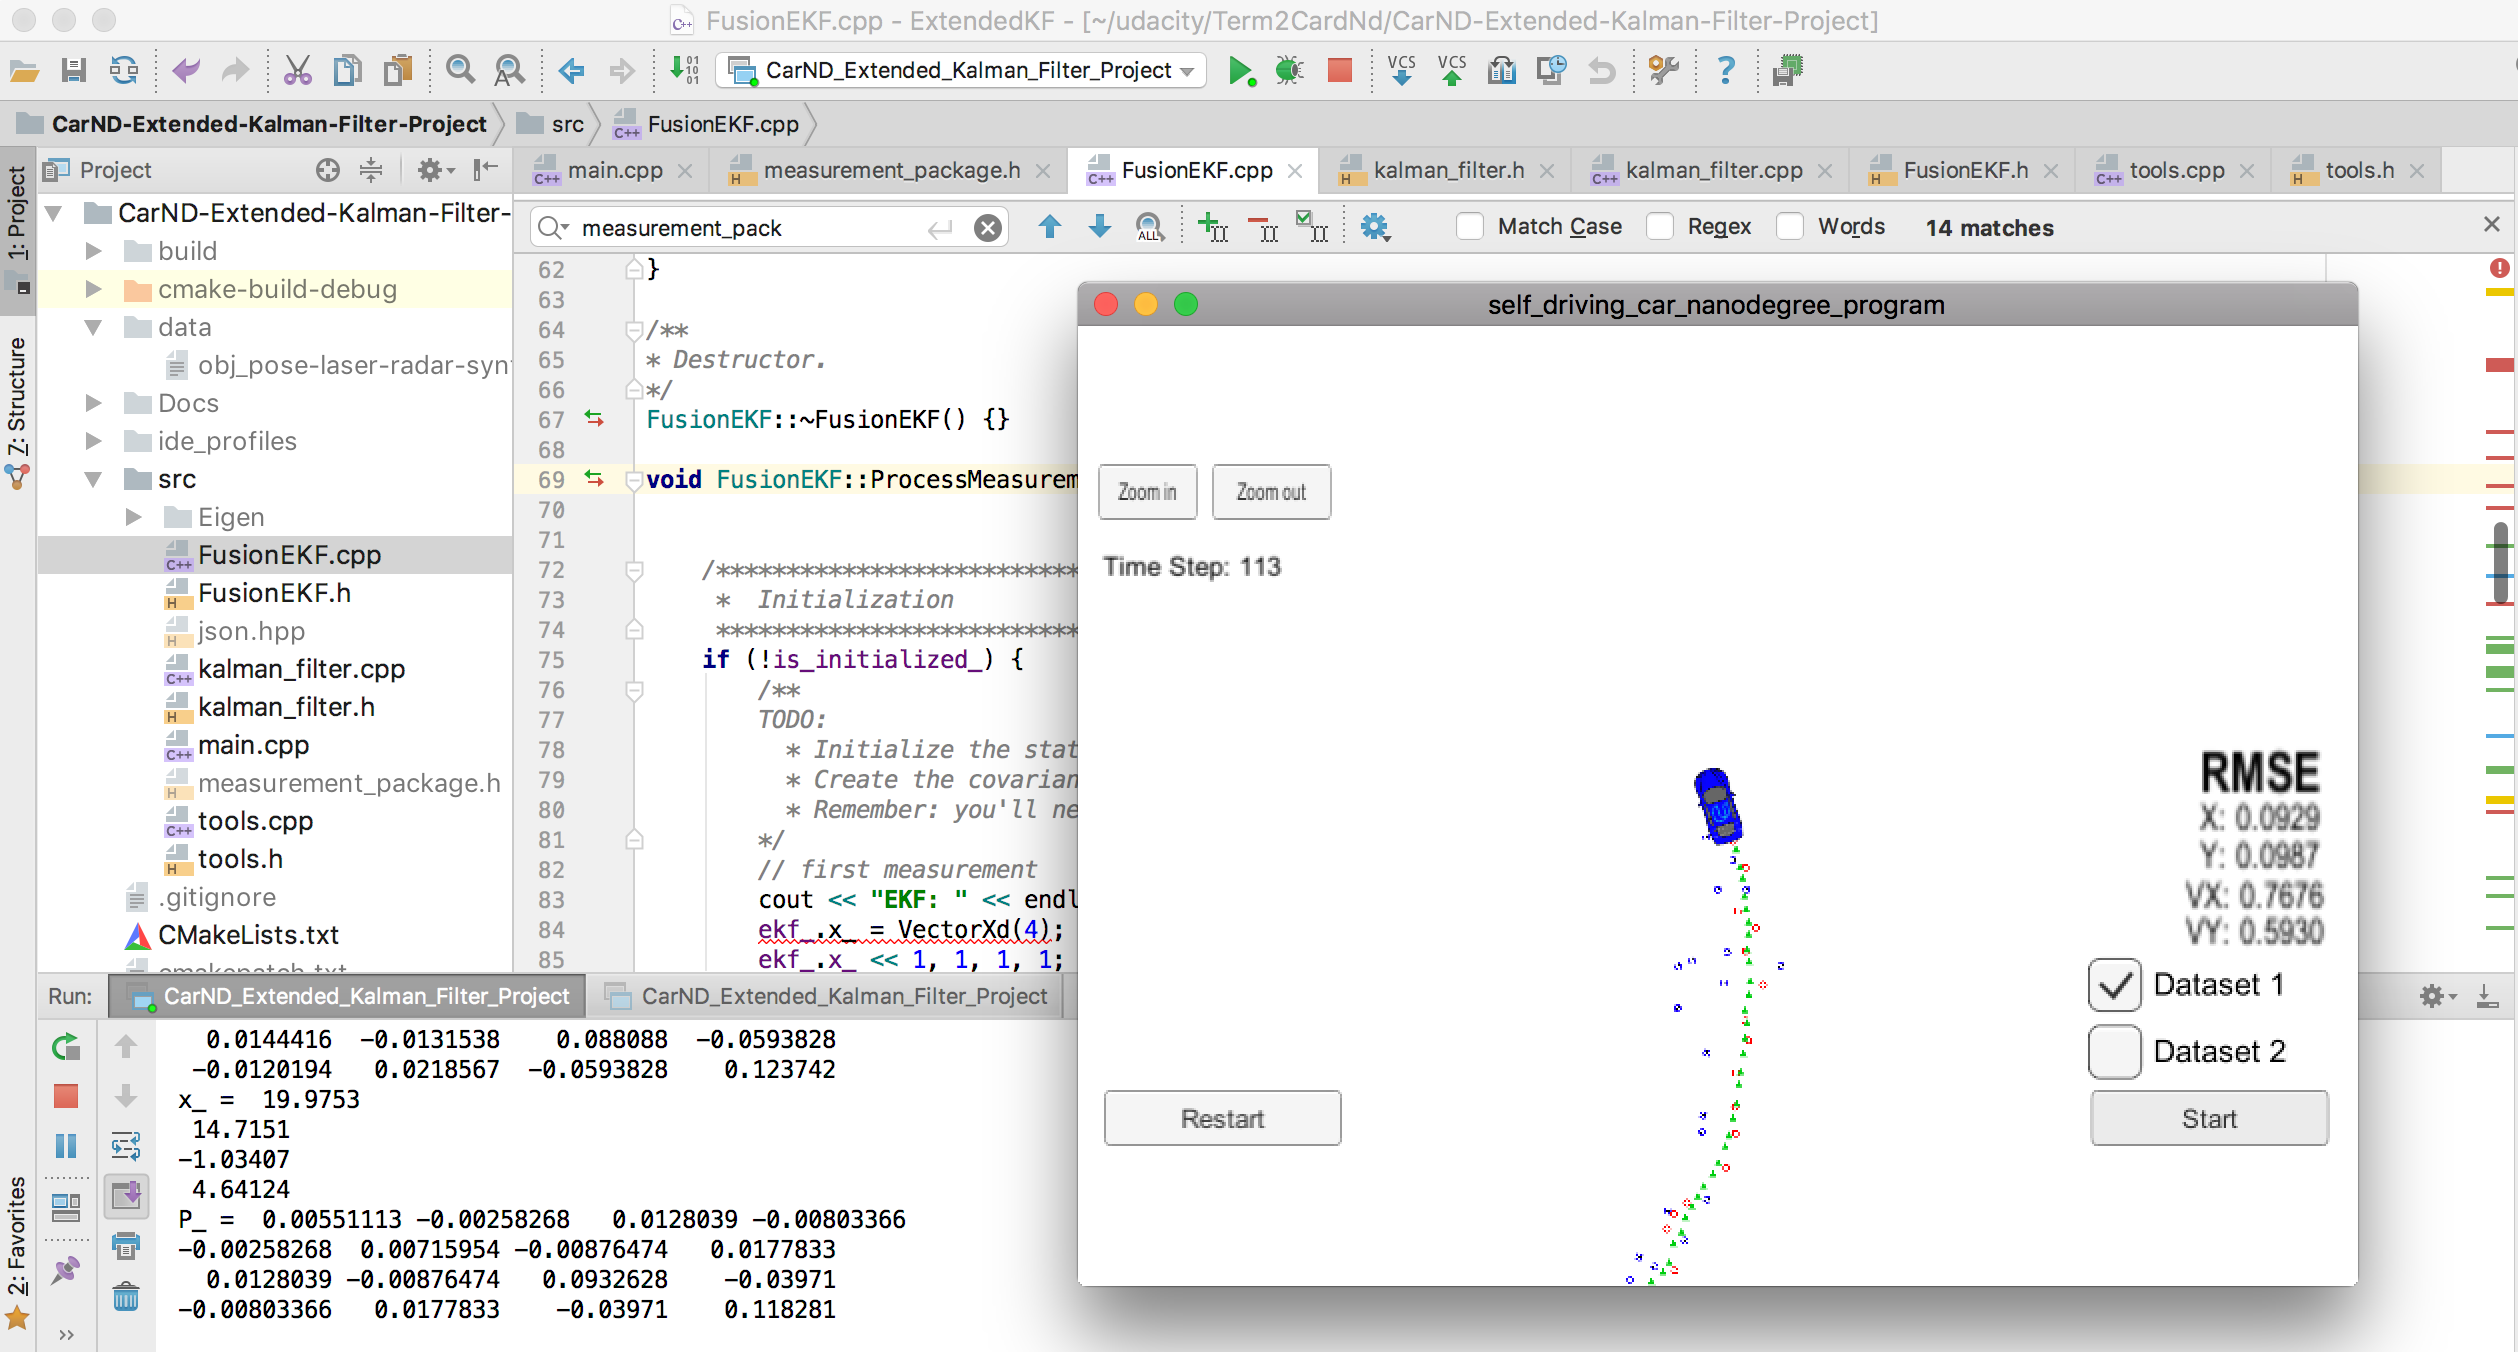 FusionEKF.cpp - ExtendedKF - [~/udacity/Term2CardNd/CarND-Extended-Kalman-Filter-Project]
CarND_Extended_Kalman_Filter_Project
VCS VCS
CarND-Extended-Kalman-Filter-Project src FusionEKF.cpp
1: Project
7: Structure
2: Favorites
Project
main.cpp measurement_package.h FusionEKF.cpp kalman_filter.h kalman_filter.cpp FusionEKF.h tools.cpp tools.h
measurement_pack
ALL
Match Case Regex Words 14 matches
CarND-Extended-Kalman-Filter-
build
cmake-build-debug
data
obj_pose-laser-radar-syn
Docs
ide_profiles
src
Eigen
FusionEKF.cpp
FusionEKF.h
json.hpp
kalman_filter.cpp
kalman_filter.h
main.cpp
measurement_package.h
tools.cpp
tools.h
.gitignore
CMakeLists.txt
cmakepatch.txt
62 }
63
64 /**
65 * Destructor.
66 */
67 FusionEKF::~FusionEKF() {}
68
69 void FusionEKF::ProcessMeasurem
70
71
72 /**************************
73 * Initialization
74 **************************
75 if (!is_initialized_) {
76 /**
77 TODO:
78 * Initialize the stat
79 * Create the covarian
80 * Remember: you'll ne
81 */
82 // first measurement
83 cout << "EKF: " << endl
84 ekf_.x_ = VectorXd(4);
85 ekf_.x_ << 1, 1, 1, 1;
self_driving_car_nanodegree_program
Zoom in Zoom out
Time Step: 113
RMSE
X: 0.0929
Y: 0.0987
VX: 0.7676
VY: 0.5930
Dataset 1
Dataset 2
Restart
Start
Run: CarND_Extended_Kalman_Filter_Project CarND_Extended_Kalman_Filter_Project
0.0144416 -0.0131538 0.088088 -0.0593828
-0.0120194 0.0218567 -0.0593828 0.123742
x_ = 19.9753
14.7151
-1.03407
4.64124
P_ = 0.00551113 -0.00258268 0.0128039 -0.00803366
-0.00258268 0.00715954 -0.00876474 0.0177833
0.0128039 -0.00876474 0.0932628 -0.03971
-0.00803366 0.0177833 -0.03971 0.118281